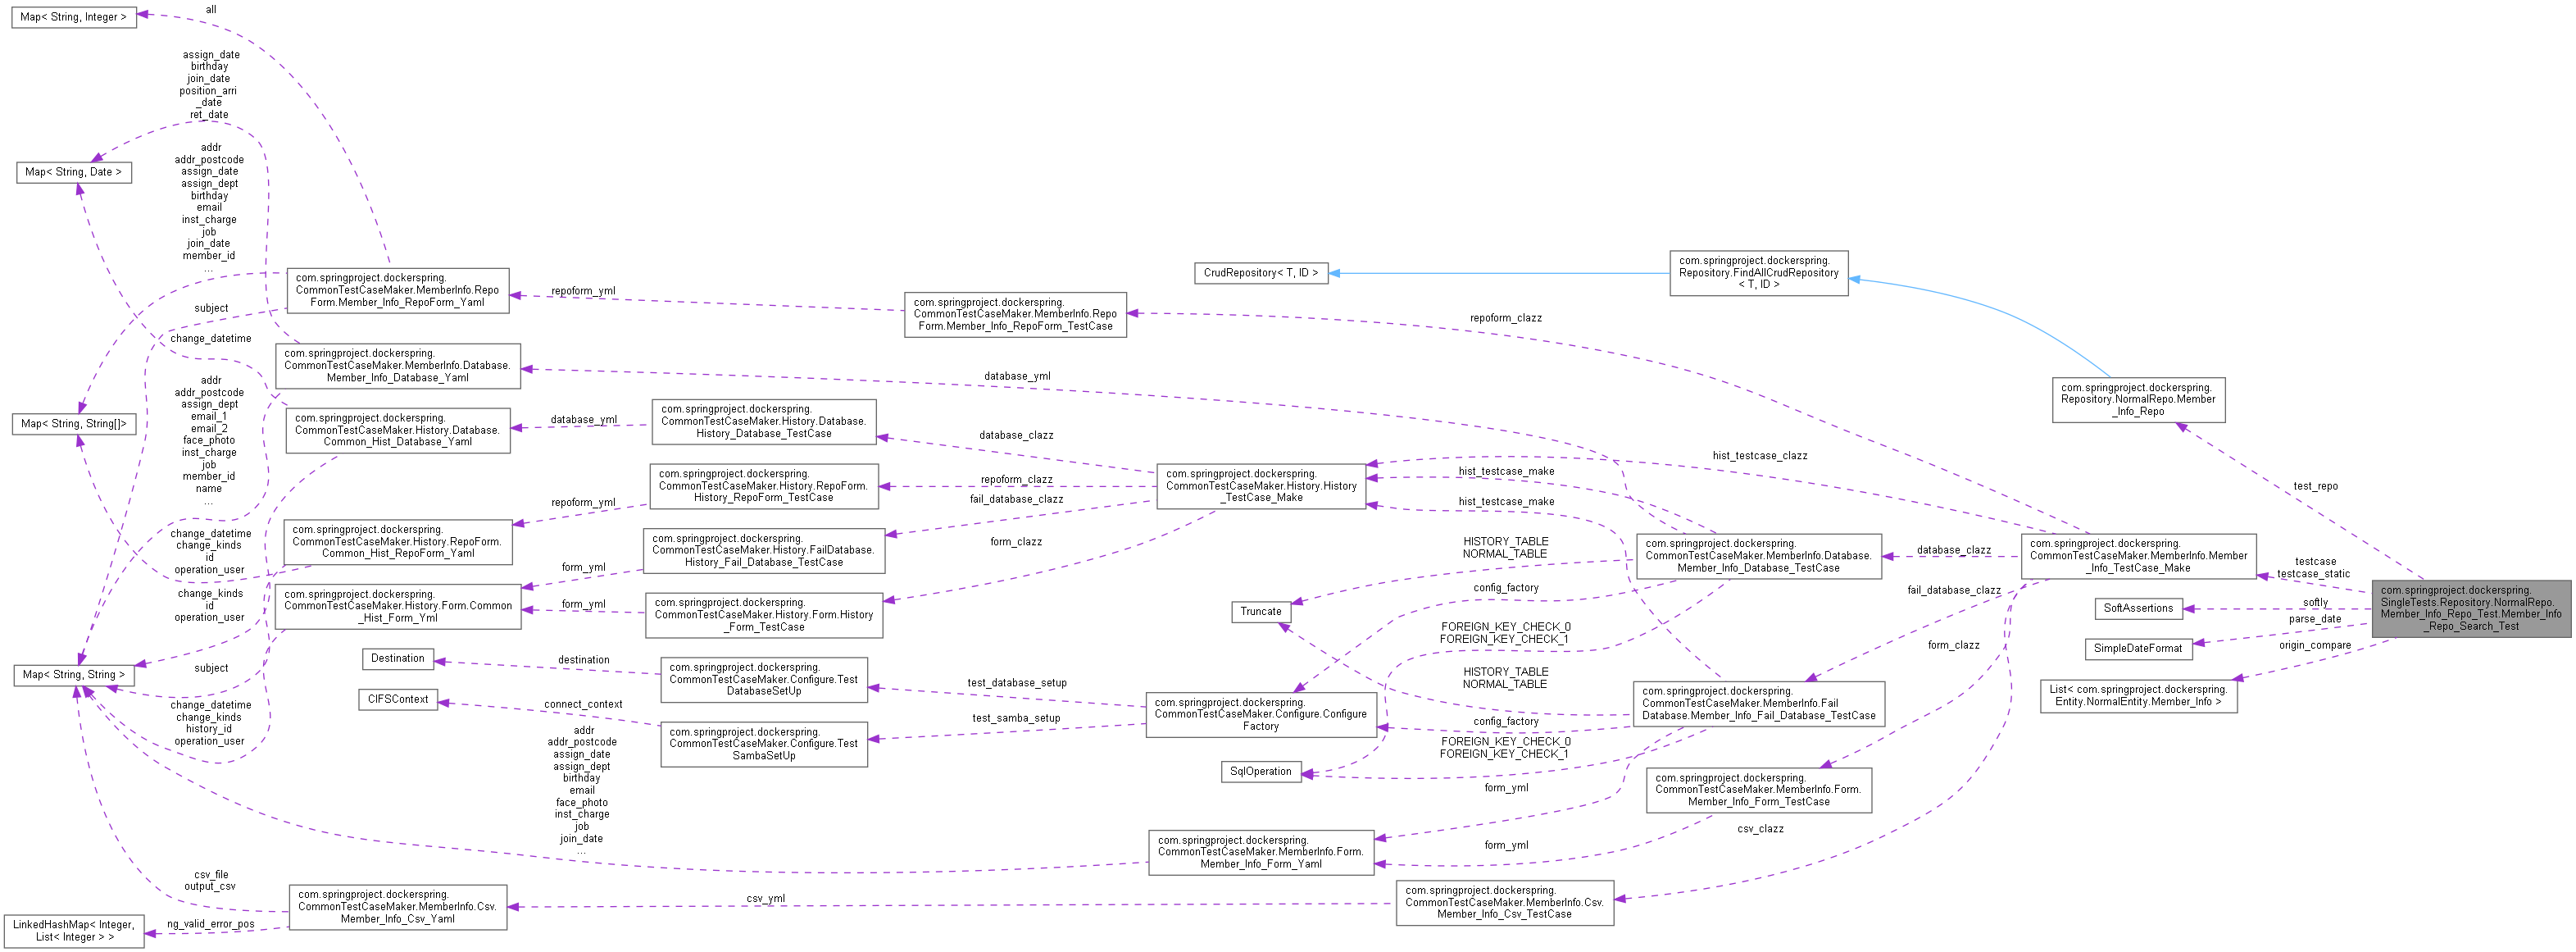 Map< String, Integer >
all
assign_date
birthday
join_date
position_arri
_date
ret_date
Map< String, Date >
addr
addr_postcode
assign_date
assign_dept
birthday
email
inst_charge
job
join_date
member_id
...
com.springproject.dockerspring.
CommonTestCaseMaker.MemberInfo.Repo
Form.Member_Info_RepoForm_Yaml
subject
change_datetime
com.springproject.dockerspring.
CommonTestCaseMaker.MemberInfo.Database.
Member_Info_Database_Yaml
addr
addr_postcode
assign_dept
email_1
email_2
face_photo
inst_charge
job
member_id
name
...
Map< String, String[]>
com.springproject.dockerspring.
CommonTestCaseMaker.History.Database.
Common_Hist_Database_Yaml
com.springproject.dockerspring.
CommonTestCaseMaker.History.RepoForm.
Common_Hist_RepoForm_Yaml
change_datetime
change_kinds
id
operation_user
com.springproject.dockerspring.
CommonTestCaseMaker.History.Form.Common
_Hist_Form_Yml
change_kinds
id
operation_user
Map< String, String >
subject
change_datetime
change_kinds
history_id
operation_user
csv_file
output_csv
com.springproject.dockerspring.
CommonTestCaseMaker.MemberInfo.Csv.
Member_Info_Csv_Yaml
ng_valid_error_pos
LinkedHashMap< Integer,
List< Integer > >
repoform_yml
database_yml
repoform_yml
form_yml
form_yml
Destination
destination
CIFSContext
connect_context
addr
addr_postcode
assign_date
assign_dept
birthday
email
face_photo
inst_charge
job
join_date
...
csv_yml
com.springproject.dockerspring.
CommonTestCaseMaker.MemberInfo.Repo
Form.Member_Info_RepoForm_TestCase
com.springproject.dockerspring.
CommonTestCaseMaker.History.Database.
History_Database_TestCase
com.springproject.dockerspring.
CommonTestCaseMaker.History.RepoForm.
History_RepoForm_TestCase
com.springproject.dockerspring.
CommonTestCaseMaker.History.FailDatabase.
History_Fail_Database_TestCase
com.springproject.dockerspring.
CommonTestCaseMaker.History.Form.History
_Form_TestCase
com.springproject.dockerspring.
CommonTestCaseMaker.Configure.Test
DatabaseSetUp
com.springproject.dockerspring.
CommonTestCaseMaker.Configure.Test
SambaSetUp
database_yml
database_clazz
repoform_clazz
fail_database_clazz
form_clazz
test_database_setup
test_samba_setup
CrudRepository< T, ID >
com.springproject.dockerspring.
CommonTestCaseMaker.History.History
_TestCase_Make
Truncate
com.springproject.dockerspring.
CommonTestCaseMaker.Configure.Configure
Factory
SqlOperation
com.springproject.dockerspring.
CommonTestCaseMaker.MemberInfo.Form.
Member_Info_Form_Yaml
com.springproject.dockerspring.
CommonTestCaseMaker.MemberInfo.Csv.
Member_Info_Csv_TestCase
repoform_clazz
hist_testcase_make
hist_testcase_make
HISTORY_TABLE
NORMAL_TABLE
config_factory
FOREIGN_KEY_CHECK_0
FOREIGN_KEY_CHECK_1
HISTORY_TABLE
NORMAL_TABLE
config_factory
FOREIGN_KEY_CHECK_0
FOREIGN_KEY_CHECK_1
form_yml
form_yml
com.springproject.dockerspring.
Repository.FindAllCrudRepository
< T, ID >
hist_testcase_clazz
com.springproject.dockerspring.
CommonTestCaseMaker.MemberInfo.Database.
Member_Info_Database_TestCase
com.springproject.dockerspring.
CommonTestCaseMaker.MemberInfo.Fail
Database.Member_Info_Fail_Database_TestCase
com.springproject.dockerspring.
CommonTestCaseMaker.MemberInfo.Form.
Member_Info_Form_TestCase
csv_clazz
database_clazz
fail_database_clazz
form_clazz
com.springproject.dockerspring.
Repository.NormalRepo.Member
_Info_Repo
com.springproject.dockerspring.
CommonTestCaseMaker.MemberInfo.Member
_Info_TestCase_Make
SoftAssertions
SimpleDateFormat
List< com.springproject.dockerspring.
Entity.NormalEntity.Member_Info >
test_repo
testcase
testcase_static
softly
parse_date
origin_compare
com.springproject.dockerspring.
SingleTests.Repository.NormalRepo.
Member_Info_Repo_Test.Member_Info
_Repo_Search_Test